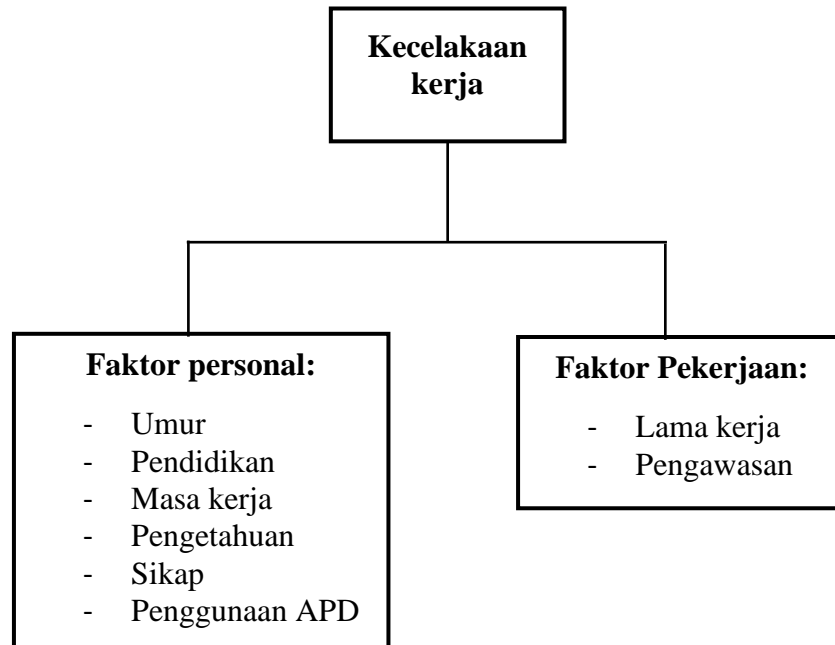 Kecelakaan
kerja
Faktor personal:
- Umur
- Pendidikan
- Masa kerja
- Pengetahuan
- Sikap
- Penggunaan APD
Faktor Pekerjaan:
- Lama kerja
- Pengawasan